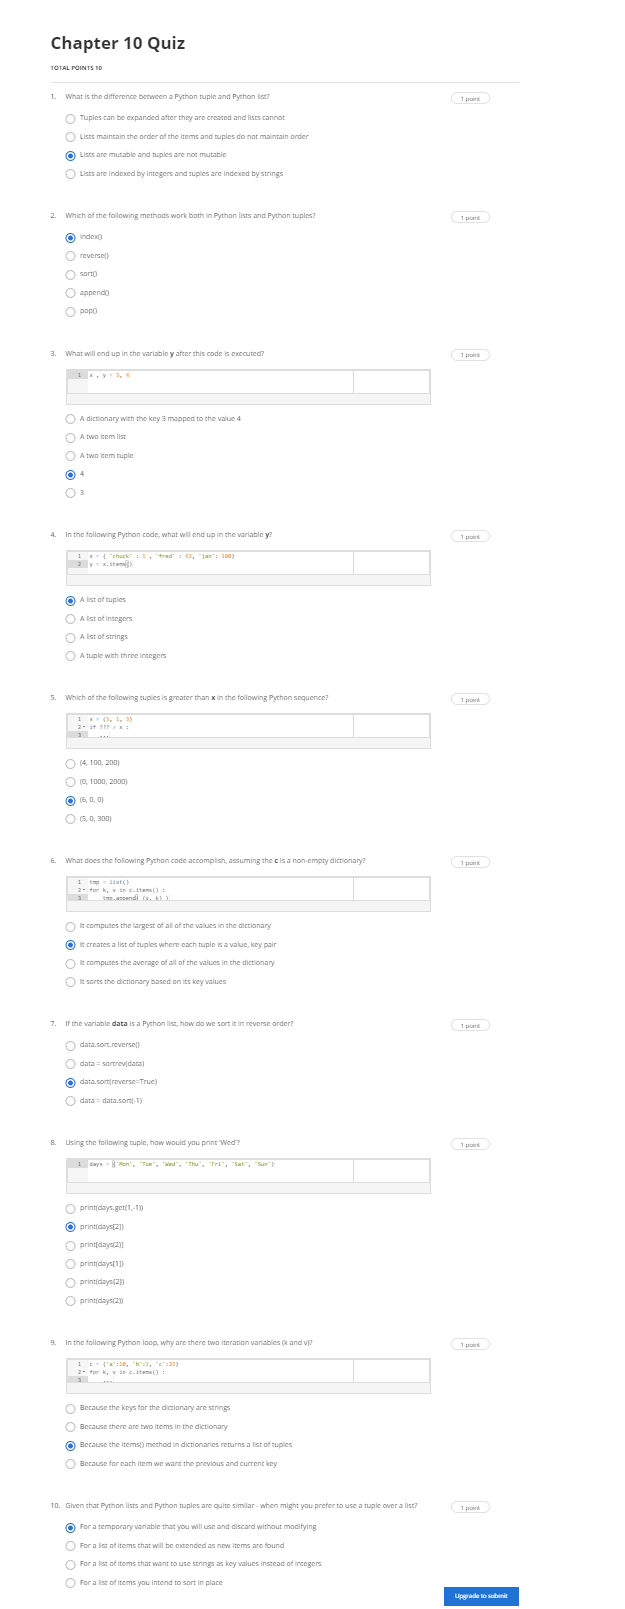 Chapter 10 Quiz
TOTAL POINTS 10
1. What is the difference between a Python tuple and Python list? 1 point
Tuples can be expanded after they are created and lists cannot
Lists maintain the order of the items and tuples do not maintain order
Lists are mutable and tuples are not mutable
Lists are indexed by integers and tuples are indexed by strings
2. Which of the following methods work both in Python lists and Python tuples? 1 point
index()
reverse()
sort()
append()
pop()
3. What will end up in the variable y after this code is executed? 1 point
1 x , y = 3, 4
A dictionary with the key 3 mapped to the value 4
A two item list
A two item tuple
4
3
4. In the following Python code, what will end up in the variable y? 1 point
1 x = { 'chuck' : 1 , 'fred' : 42, 'jan': 100}
2 y = x.items()
A list of tuples
A list of integers
A list of strings
A tuple with three integers
5. Which of the following tuples is greater than x in the following Python sequence? 1 point
1 x = (5, 1, 3)
2 if ??? > x :
3 ...
(4, 100, 200)
(0, 1000, 2000)
(6, 0, 0)
(5, 0, 300)
6. What does the following Python code accomplish, assuming the c is a non-empty dictionary? 1 point
1 tmp = list()
2 for k, v in c.items() :
3 tmp.append( (v, k) )
It computes the largest of all of the values in the dictionary
It creates a list of tuples where each tuple is a value, key pair
It computes the average of all of the values in the dictionary
It sorts the dictionary based on its key values
7. If the variable data is a Python list, how do we sort it in reverse order? 1 point
data.sort.reverse()
data = sortrev(data)
data.sort(reverse=True)
data = data.sort(-1)
8. Using the following tuple, how would you print 'Wed'? 1 point
1 days = ('Mon', 'Tue', 'Wed', 'Thu', 'Fri', 'Sat', 'Sun')
print(days.get(1,-1))
print(days[2])
print[days(2)]
print(days[1])
print(days{2})
print(days(2))
9. In the following Python loop, why are there two iteration variables (k and v)? 1 point
1 c = {'a':10, 'b':1, 'c':22}
2 for k, v in c.items() :
3 ...
Because the keys for the dictionary are strings
Because there are two items in the dictionary
Because the items() method in dictionaries returns a list of tuples
Because for each item we want the previous and current key
10. Given that Python lists and Python tuples are quite similar - when might you prefer to use a tuple over a list? 1 point
For a temporary variable that you will use and discard without modifying
For a list of items that will be extended as new items are found
For a list of items that want to use strings as key values instead of integers
For a list of items you intend to sort in place
Upgrade to submit